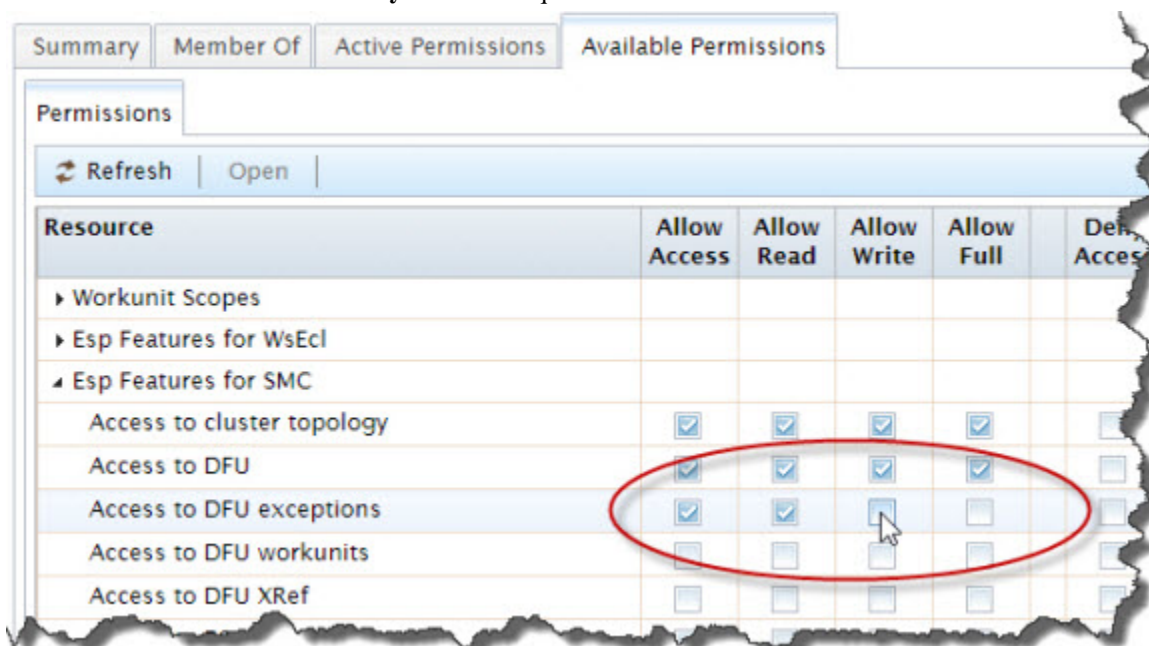 Summary Member Of Active Permissions Available Permissions
Permissions
Refresh Open
Resource Allow Access Allow Read Allow Write Allow Full
Workunit Scopes
Esp Features for WsEcl
Esp Features for SMC
Access to cluster topology
Access to DFU
Access to DFU exceptions
Access to DFU workunits
Access to DFU XRef